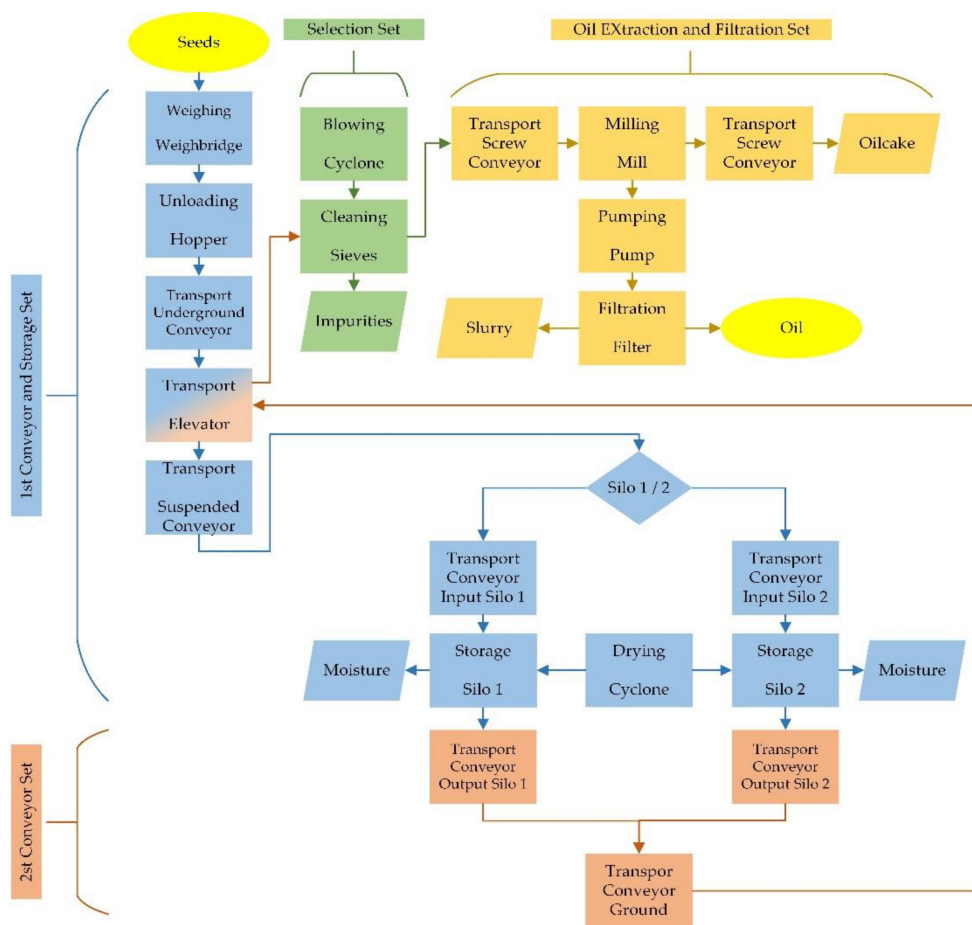 Seeds
Selection Set
Oil EXtraction and Filtration Set
1st Conveyor and Storage Set
Weighing
Weighbridge
Unloading
Hopper
Transport
Underground
Conveyor
Transport
Elevator
Transport
Suspended
Conveyor
Blowing
Cyclone
Cleaning
Sieves
Impurities
Transport
Screw
Conveyor
Milling
Mill
Transport
Screw
Conveyor
Oilcake
Pumping
Pump
Slurry
Filtration
Filter
Oil
Silo 1 / 2
Transport
Conveyor
Input Silo 1
Transport
Conveyor
Input Silo 2
Moisture
Storage
Silo 1
Drying
Cyclone
Storage
Silo 2
Moisture
2st Conveyor Set
Transport
Conveyor
Output Silo 1
Transport
Conveyor
Output Silo 2
Transpor
Conveyor
Ground